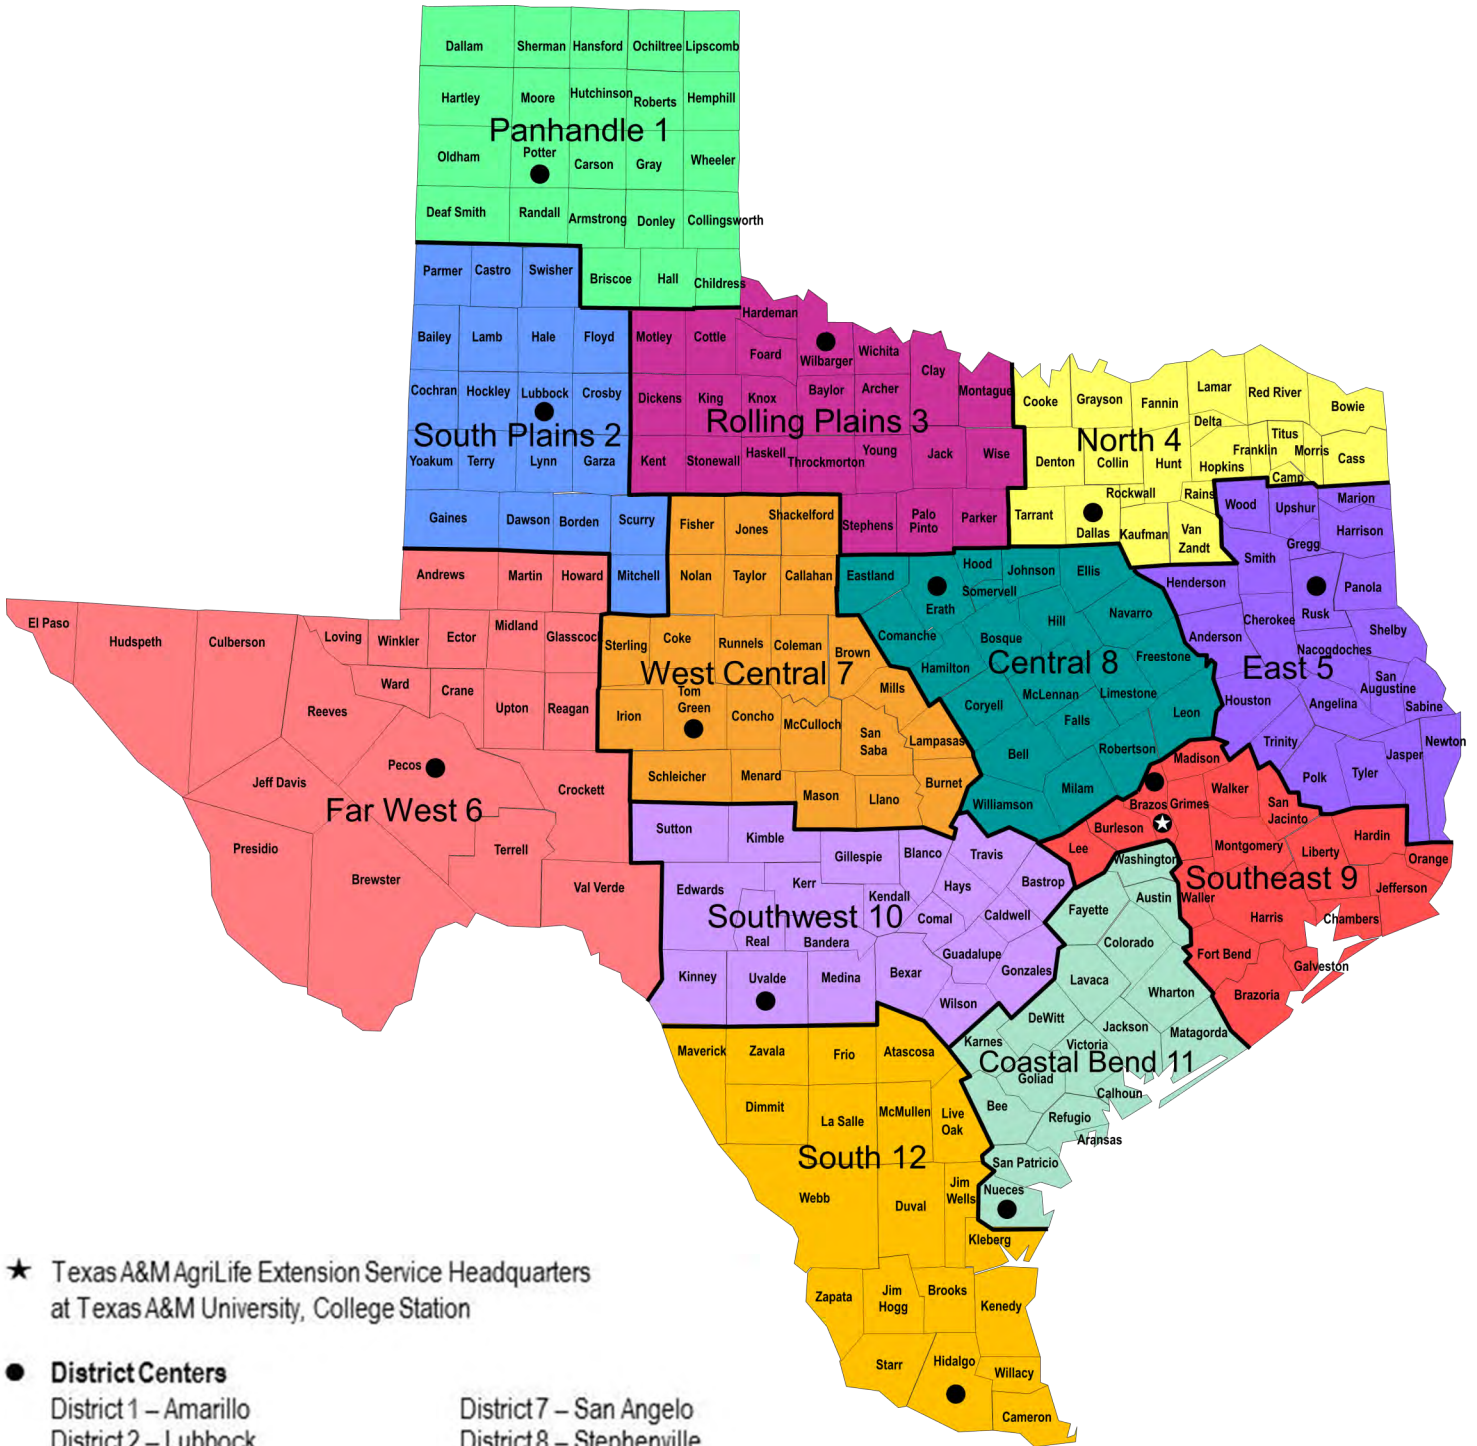 Dallam Sherman Hansford Ochiltree Lipscomb
Hartley Moore Hutchinson Roberts Hemphill
Panhandle 1
Oldham Potter Carson Gray Wheeler
Deaf Smith Randall Armstrong Donley Collingsworth
Parmer Castro Swisher Briscoe Hall Childress
Hardeman
Bailey Lamb Hale Floyd Motley Cottle Foard Wilbarger Wichita Clay
Cochran Hockley Lubbock Crosby Dickens King Knox Baylor Archer Montague Cooke Grayson Fannin Lamar Red River Bowie
South Plains 2
Rolling Plains 3
North 4
Delta Titus
Yoakum Terry Lynn Garza Kent Stonewall Haskell Throckmorton Young Jack Wise Denton Collin Hunt Hopkins Franklin Morris Cass
Camp
Gaines Dawson Borden Scurry Fisher Jones Shackelford Stephens Palo Pinto Parker Tarrant Dallas Rockwall Rains Kaufman Van Zandt Wood Upshur Marion
Harrison Gregg Smith
Andrews Martin Howard Mitchell Nolan Taylor Callahan Eastland Erath Hood Somervell Johnson Ellis Henderson Rusk Panola
El Paso Hudspeth Culberson Loving Winkler Ector Midland Glasscock Sterling Coke Runnels Coleman Brown Comanche Bosque Hill Navarro Anderson Cherokee Nacogdoches Shelby
West Central 7
Central 8
East 5
Hamilton Freestone
Reeves Ward Crane Upton Reagan Irion Tom Green Concho McCulloch San Saba Mills Lampasas Coryell McLennan Limestone Falls Leon Houston Angelina San Augustine Sabine
Jeff Davis Pecos Crockett Schleicher Menard Mason Llano Burnet Bell Robertson Milam Madison Trinity Polk Tyler Jasper Newton
Far West 6
Williamson Brazos Grimes Walker San Jacinto
Presidio Brewster Terrell Val Verde Sutton Kimble Gillespie Blanco Travis Lee Burleson Washington Montgomery Liberty Hardin Orange
Southeast 9
Edwards Kerr Kendall Hays Bastrop Fayette Austin Waller Harris Chambers Jefferson
Southwest 10
Real Bandera Comal Caldwell Guadalupe Colorado Fort Bend Galveston
Kinney Uvalde Medina Bexar Gonzales Wilson Lavaca Wharton Brazoria
DeWitt Jackson Matagorda
Maverick Zavala Frio Atascosa Karnes Victoria
Coastal Bend 11
Goliad Calhoun
Dimmit La Salle McMullen Live Oak Bee Refugio Aransas
South 12
San Patricio
Webb Duval Jim Wells Nueces
Kleberg
Zapata Jim Hogg Brooks Kenedy
Starr Hidalgo Willacy
Cameron
Texas A&M AgriLife Extension Service Headquarters
at Texas A&M University, College Station
District Centers
District 1 – Amarillo District 7 – San Angelo
District 2 – Lubbock District 8 – Stephenville